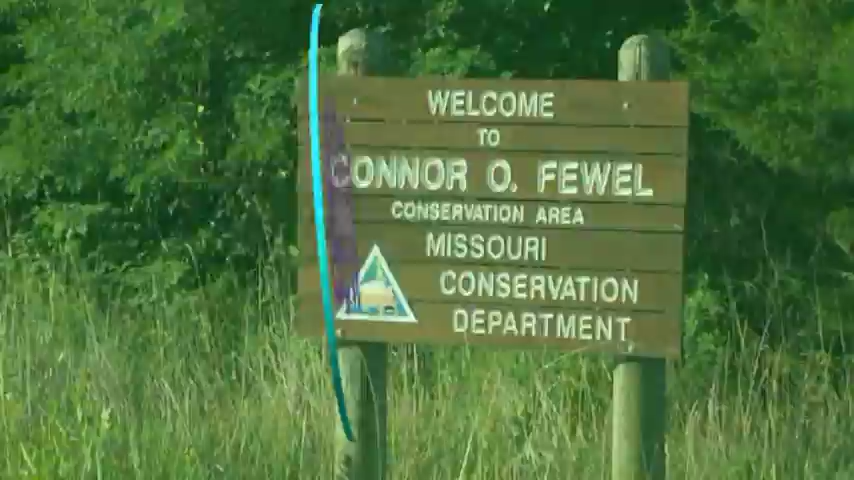 WELCOME
TO
CONNOR O. FEWEL
CONSERVATION AREA
MISSOURI
CONSERVATION
DEPARTMENT